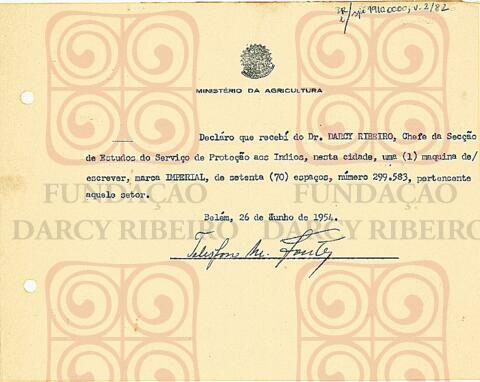 MINISTÉRIO DA AGRICULTURA
Decláro que recebí do Dr. DARCY RIBEIRO, Chefe da Secção
de Estudos do Serviço de Proteção aos Indios, nesta cidade, uma (1) maquina de/
escrever, marca IMPERIAL, de setenta (70) espaços, número 299.583, pertencente
aquele setor.
FUNDAÇÃO
DARCY RIBEIRO
FUNDAÇÃO
DARCY RIBEIRO
Belém, 26 de Junho de 1954.